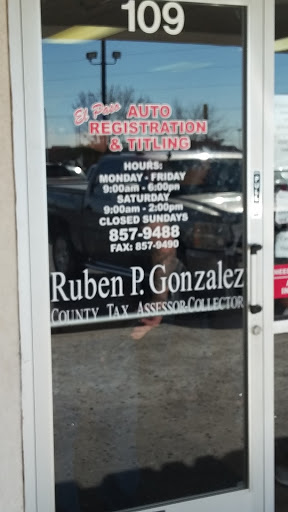 109
El Paso AUTO
REGISTRATION
& TITLING
HOURS:
MONDAY - FRIDAY
9:00am - 6:00pm
SATURDAY
9:00am - 2:00pm
CLOSED SUNDAYS
857-9488
FAX: 857-9490
Ruben P. Gonzalez
COUNTY TAX ASSESSOR-COLLECTOR